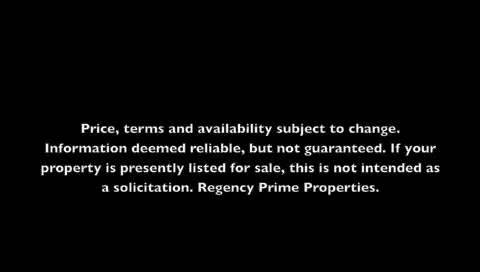 Price, terms and availability subject to change.
Information deemed reliable, but not guaranteed. If your
property is presently listed for sale, this is not intended as
a solicitation. Regency Prime Properties.